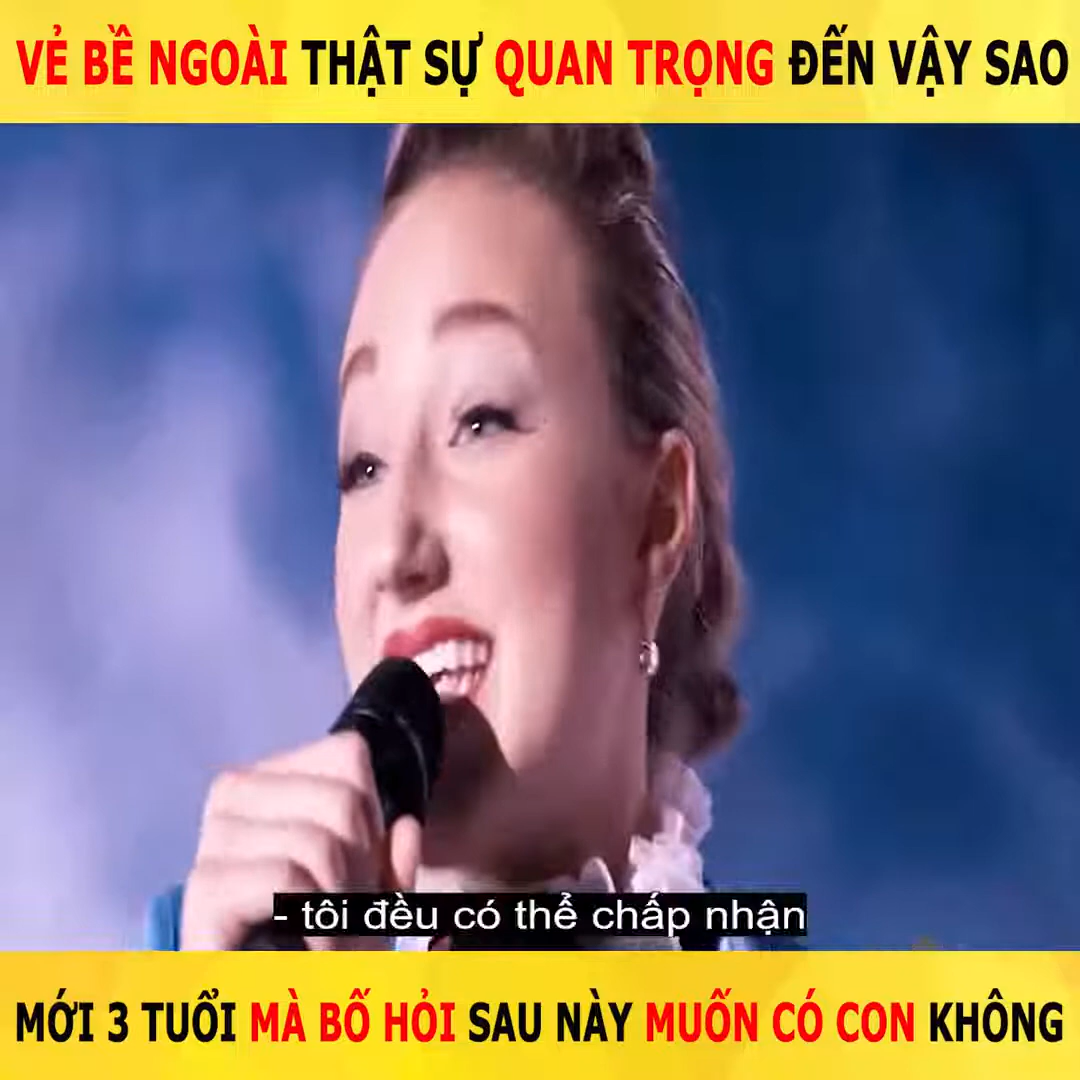 VẺ BỀ NGOÀI THẬT SỰ QUAN TRỌNG ĐẾN VẬY SAO
- tôi đều có thể chấp nhận
MỚI 3 TUỔI MÀ BỐ HỎI SAU NÀY MUỐN CÓ CON KHÔNG